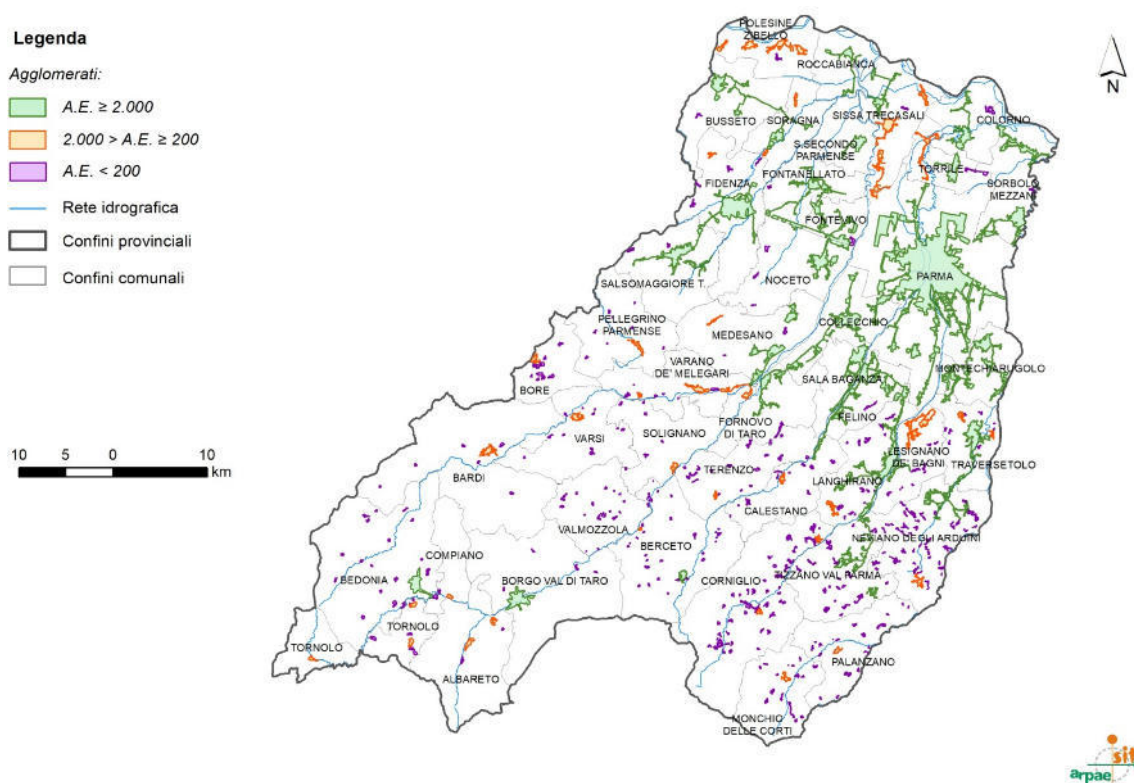 Legenda
Agglomerati:
A.E. ≥ 2.000
2.000 > A.E. ≥ 200
A.E. < 200
Rete idrografica
Confini provinciali
Confini comunali
10 5 0 10
km
N
POLESINE
ZIBELLO
ROCCABIANCA
BUSSETO
SORAGNA
SISSA TRECASALI
COLORNO
S.SECONDO
PARMENSE
FIDENZA
FONTANELLATO
TORRILE
SORBOLO
MEZZANI
FONTEVIVO
SALSOMAGGIORE T.
NOCETO
PARMA
PELLEGRINO
PARMENSE
MEDESANO
COLLECCHIO
VARANO
DE' MELEGARI
SALA BAGANZA
MONTECHIARUGOLO
BORE
FELINO
VARSI
SOLIGNANO
FORNOVO
DI TARO
LESIGNANO
DE' BAGNI
TRAVERSETOLO
BARDI
TERENZO
LANGHIRANO
CALESTANO
VALMOZZOLA
BERCETO
NEVIANO DEGLI ARDUINI
COMPIANO
BEDONIA
BORGO VAL DI TARO
CORNIGLIO
TIZZANO VAL PARMA
TORNOLO
TORNOLO
ALBARETO
PALANZANO
MONCHIO
DELLE CORTI
sit
arpae